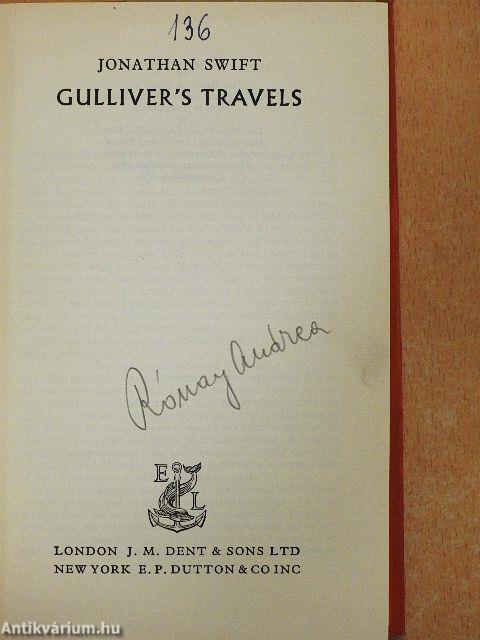 136
JONATHAN SWIFT
GULLIVER'S TRAVELS
Rónay Andrea
E L
LONDON J. M. DENT & SONS LTD
NEW YORK E. P. DUTTON & CO INC
Antikvárium.hu